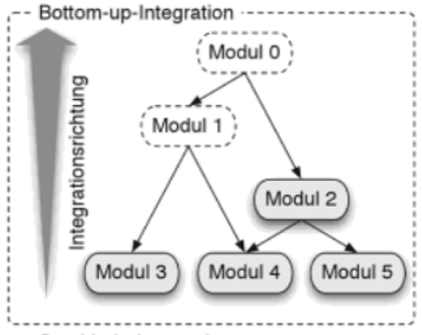 Bottom-up-Integration
Modul 0
Integrationsrichtung
Modul 1
Modul 2
Modul 3
Modul 4
Modul 5